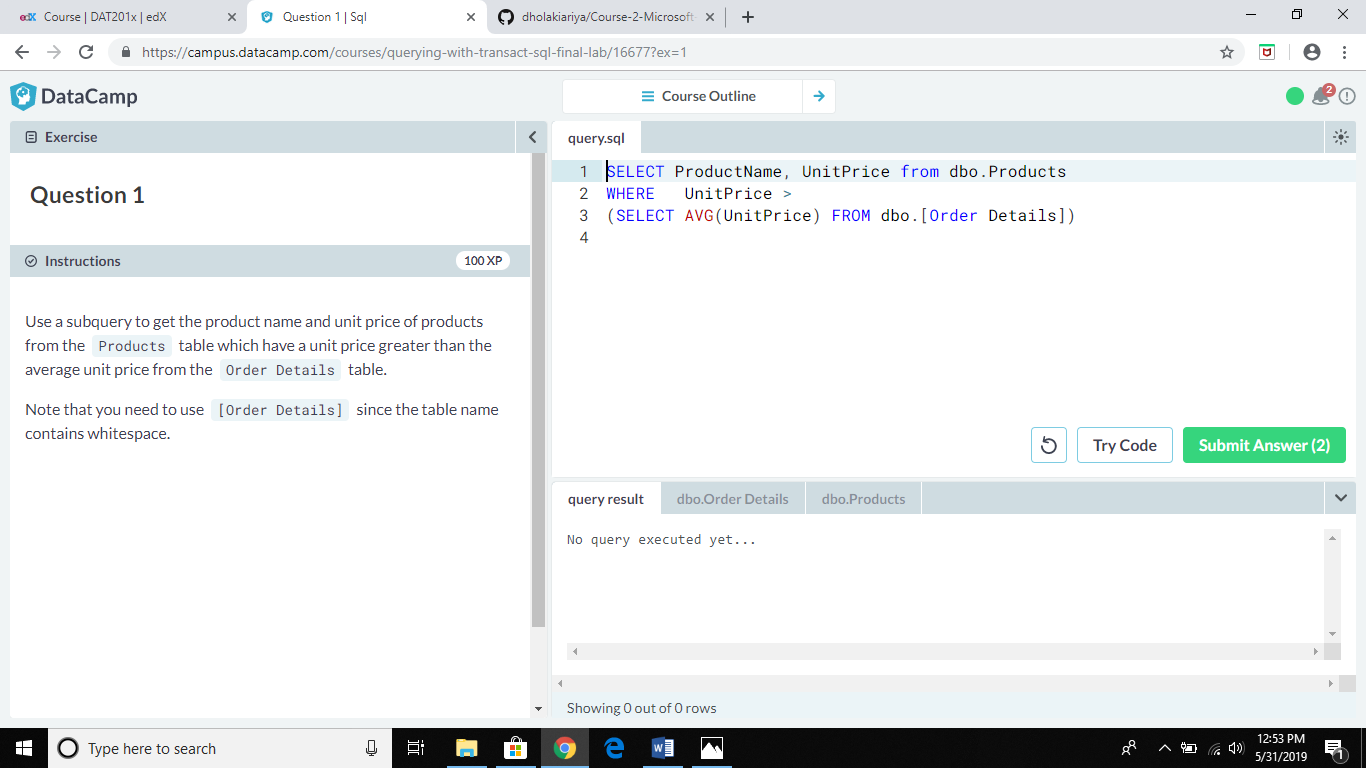 Course | DAT201x | edX
Question 1 | Sql
dholakiariya/Course-2-Microsoft-
https://campus.datacamp.com/courses/querying-with-transact-sql-final-lab/16677?ex=1
DataCamp
Course Outline
2
Exercise
Question 1
Instructions
100 XP
Use a subquery to get the product name and unit price of products
from the Products table which have a unit price greater than the
average unit price from the Order Details table.
Note that you need to use [Order Details] since the table name
contains whitespace.
query.sql
1 SELECT ProductName, UnitPrice from dbo.Products
2 WHERE   UnitPrice >
3 (SELECT AVG(UnitPrice) FROM dbo.[Order Details])
4
Try Code
Submit Answer (2)
query result
dbo.Order Details
dbo.Products
No query executed yet...
Showing 0 out of 0 rows
Type here to search
12:53 PM
5/31/2019
1